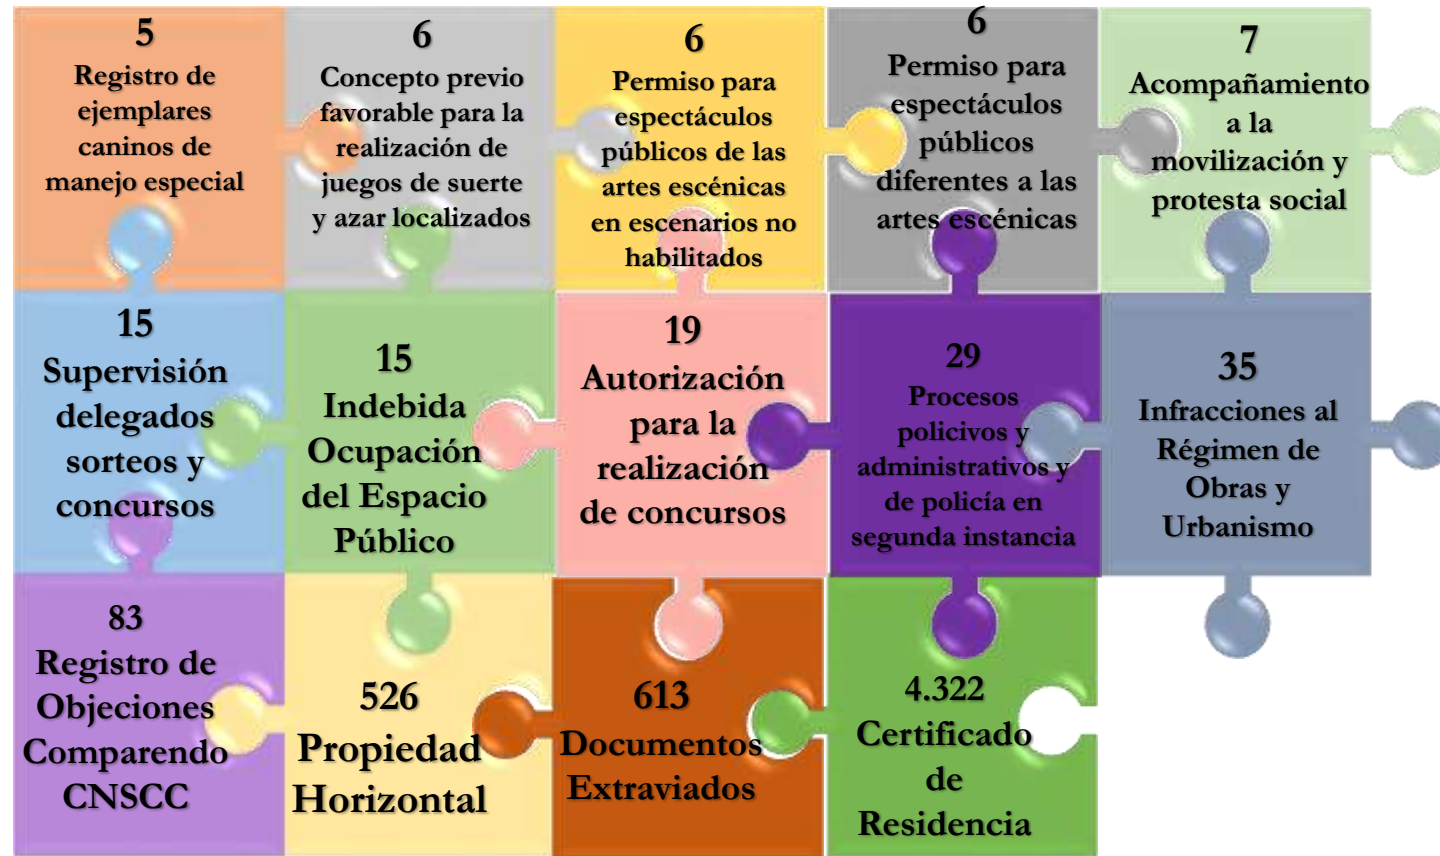 5
Registro de
ejemplares
caninos de
manejo especial
6
Concepto previo
favorable para la
realización de
juegos de suerte
y azar localizados
6
Permiso para
espectáculos
públicos de las
artes escénicas
en escenarios no
habilitados
6
Permiso para
espectáculos
públicos
diferentes a las
artes escénicas
7
Acompañamiento
a la
movilización y
protesta social
15
Supervisión
delegados
sorteos y
concursos
15
Indebida
Ocupación
del Espacio
Público
19
Autorización
para la
realización
de concursos
29
Procesos
policivos y
administrativos y
de policía en
segunda instancia
35
Infracciones al
Régimen de
Obras y
Urbanismo
83
Registro de
Objeciones
Comparendo
CNSCC
526
Propiedad
Horizontal
613
Documentos
Extraviados
4.322
Certificado
de
Residencia